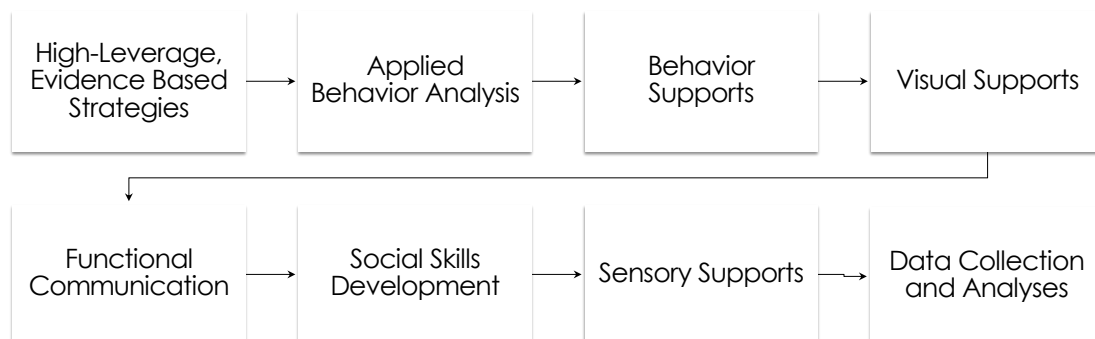 High-Leverage,
Evidence Based
Strategies
Applied
Behavior Analysis
Behavior
Supports
Visual Supports
Functional
Communication
Social Skills
Development
Sensory Supports
Data Collection
and Analyses